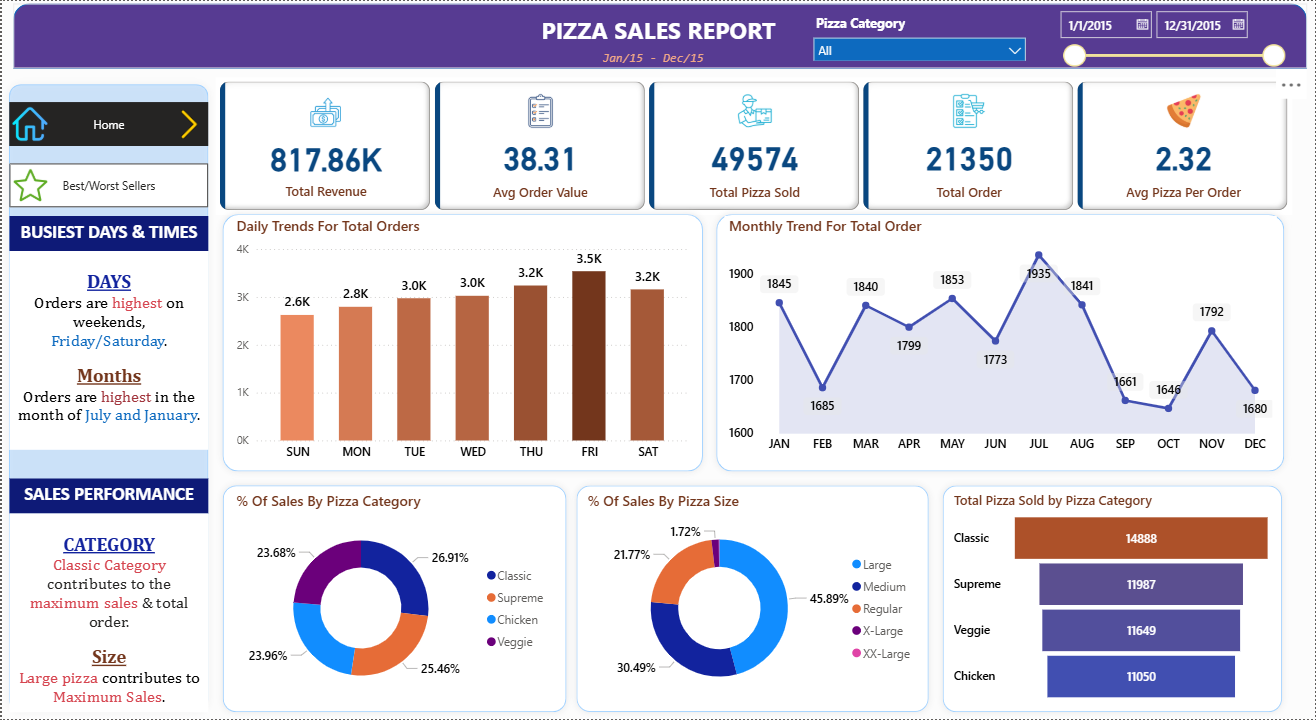 PIZZA SALES REPORT
Jan/15 - Dec/15
Pizza Category
All
1/1/2015
12/31/2015
Home
Best/Worst Sellers
BUSIEST DAYS & TIMES
DAYS
Orders are highest on
weekends,
Friday/Saturday.
Months
Orders are highest in the
month of July and January.
SALES PERFORMANCE
CATEGORY
Classic Category
contributes to the
maximum sales & total
order.
Size
Large pizza contributes to
Maximum Sales.
817.86K
Total Revenue
38.31
Avg Order Value
49574
Total Pizza Sold
21350
Total Order
2.32
Avg Pizza Per Order
Daily Trends For Total Orders
4K
3K
2K
1K
0K
2.6K
2.8K
3.0K
3.0K
3.2K
3.5K
3.2K
SUN MON TUE WED THU FRI SAT
Monthly Trend For Total Order
1900
1800
1700
1600
1845
1685
1840
1799
1853
1773
1935
1841
1661
1646
1792
1680
JAN FEB MAR APR MAY JUN JUL AUG SEP OCT NOV DEC
% Of Sales By Pizza Category
23.68%
26.91%
23.96%
25.46%
Classic
Supreme
Chicken
Veggie
% Of Sales By Pizza Size
1.72%
21.77%
45.89%
30.49%
Large
Medium
Regular
X-Large
XX-Large
Total Pizza Sold by Pizza Category
Classic 14888
Supreme 11987
Veggie 11649
Chicken 11050